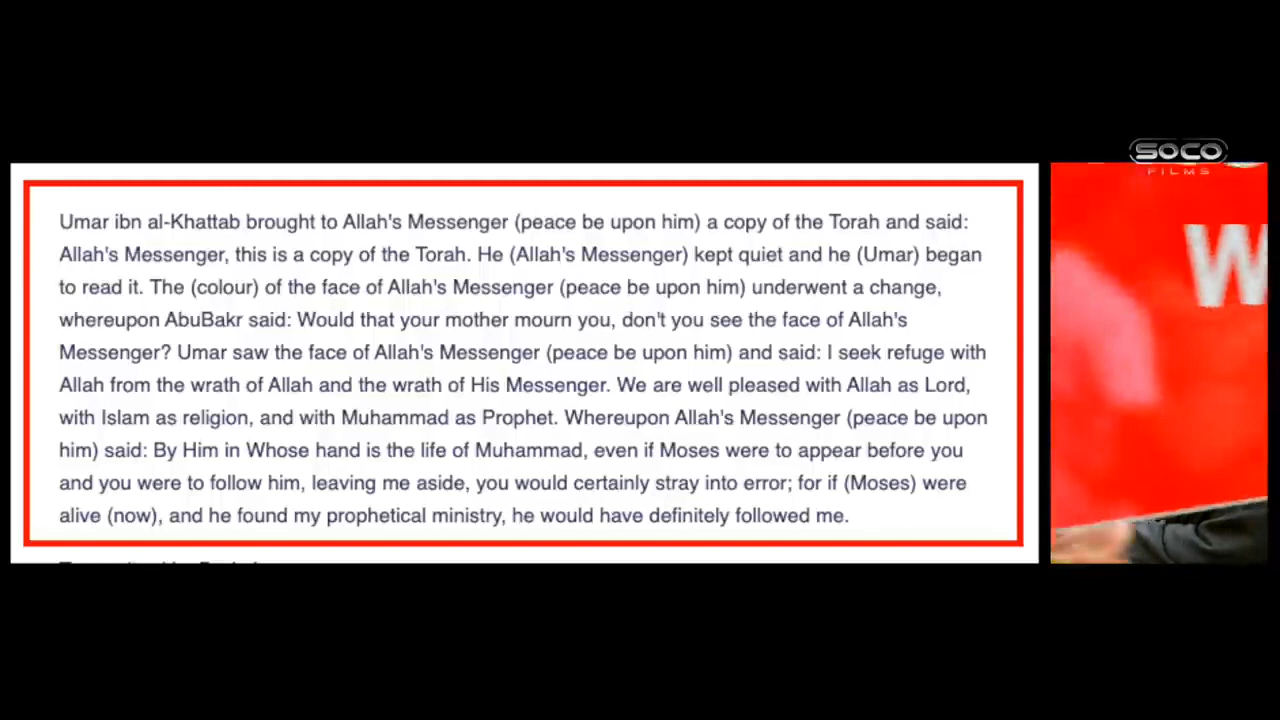 SOCO
FILMS
W
Umar ibn al-Khattab brought to Allah's Messenger (peace be upon him) a copy of the Torah and said:
Allah's Messenger, this is a copy of the Torah. He (Allah's Messenger) kept quiet and he (Umar) began
to read it. The (colour) of the face of Allah's Messenger (peace be upon him) underwent a change,
whereupon AbuBakr said: Would that your mother mourn you, don't you see the face of Allah's
Messenger? Umar saw the face of Allah's Messenger (peace be upon him) and said: I seek refuge with
Allah from the wrath of Allah and the wrath of His Messenger. We are well pleased with Allah as Lord,
with Islam as religion, and with Muhammad as Prophet. Whereupon Allah's Messenger (peace be upon
him) said: By Him in Whose hand is the life of Muhammad, even if Moses were to appear before you
and you were to follow him, leaving me aside, you would certainly stray into error; for if (Moses) were
alive (now), and he found my prophetical ministry, he would have definitely followed me.